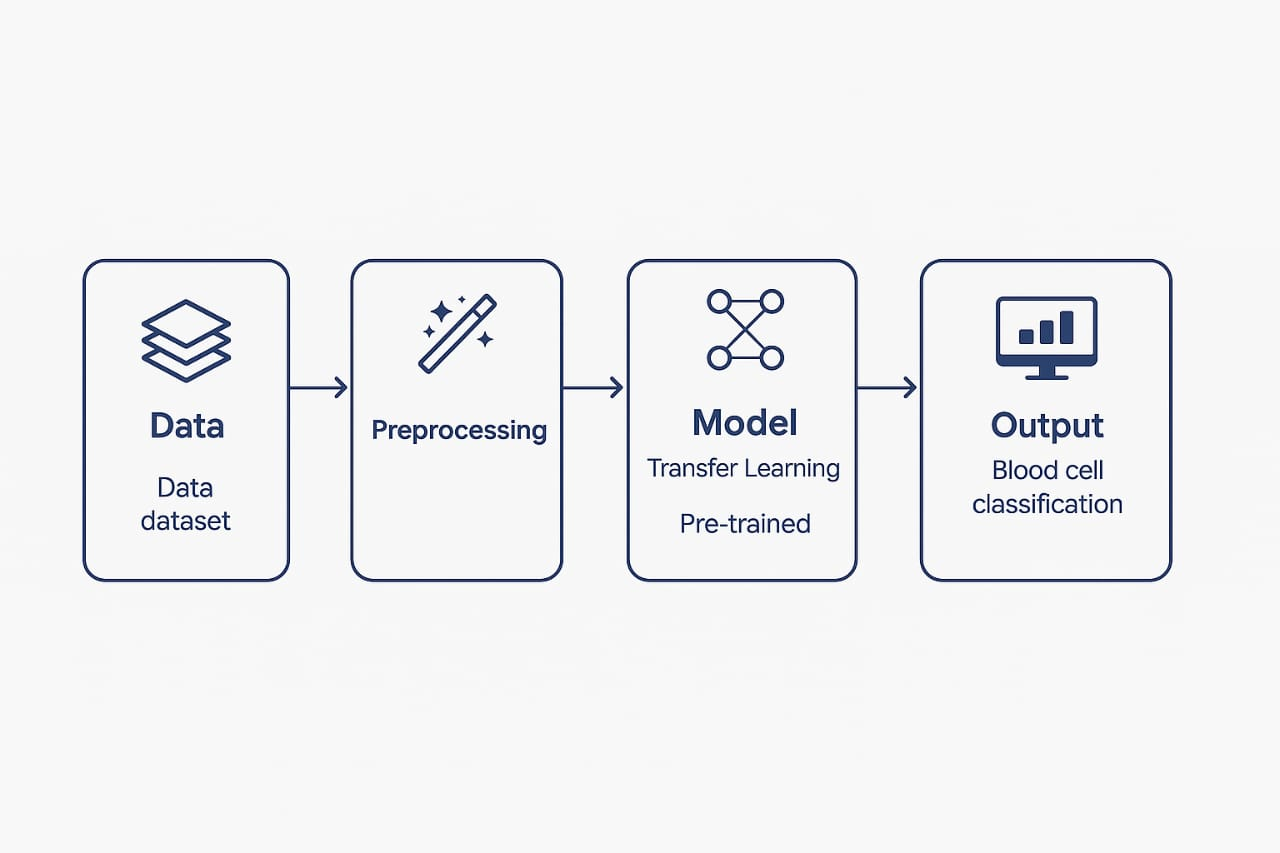 Data
Data
dataset
Preprocessing
Model
Transfer Learning
Pre-trained
Output
Blood cell
classification